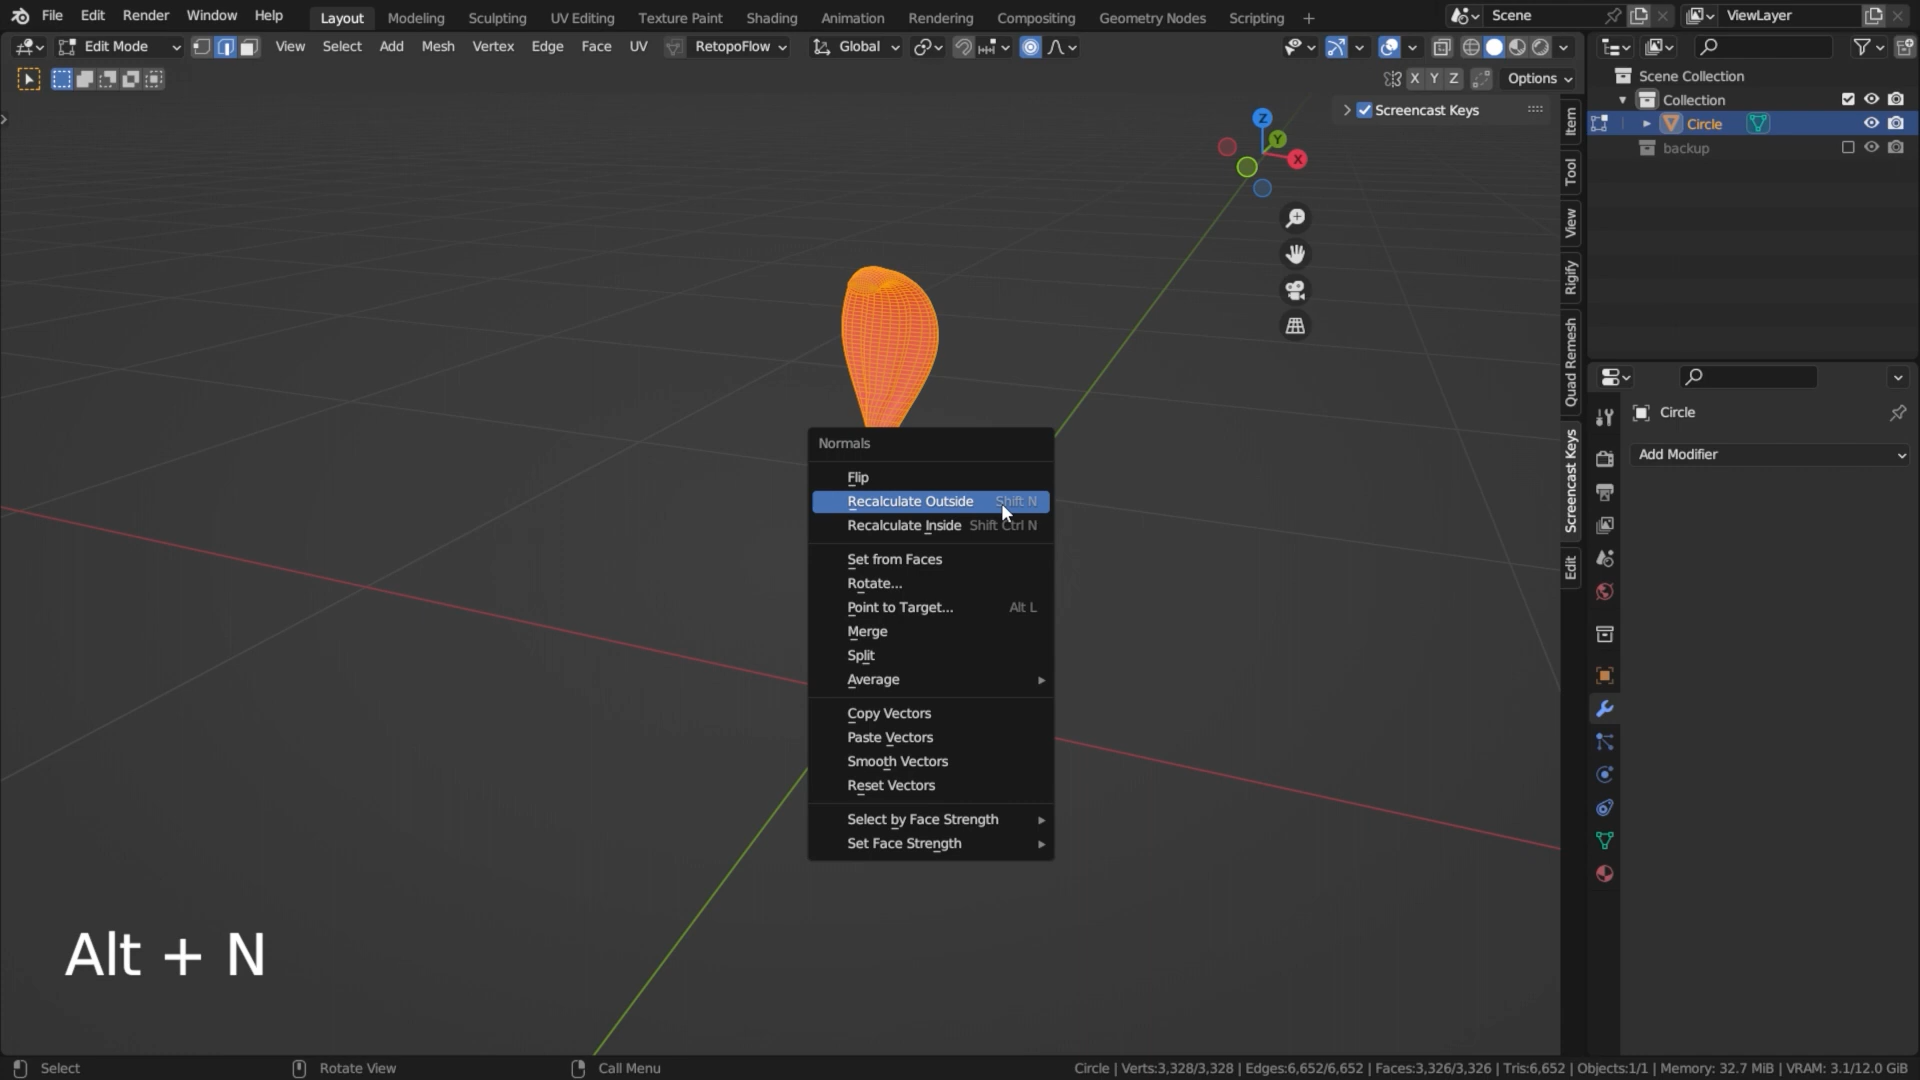 File Edit Render Window Help Layout Modeling Sculpting UV Editing Texture Paint Shading Animation Rendering Compositing Geometry Nodes Scripting + Scene ViewLayer
Edit Mode View Select Add Mesh Vertex Edge Face UV RetopoFlow Global
X Y Z Options
Screencast Keys
Z
Y
X
Item
Tool
View
Rigify
Quad Remesh
Screencast Keys
Edit
Scene Collection
Collection
Circle
backup
Circle
Add Modifier
Normals
Flip
Recalculate Outside Shift N
Recalculate Inside Shift Ctrl N
Set from Faces
Rotate...
Point to Target... Alt L
Merge
Split
Average
Copy Vectors
Paste Vectors
Smooth Vectors
Reset Vectors
Select by Face Strength
Set Face Strength
Alt + N
Select Rotate View Call Menu Circle | Verts:3,328/3,328 | Edges:6,652/6,652 | Faces:3,326/3,326 | Tris:6,652 | Objects:1/1 | Memory: 32.7 MiB | VRAM: 3.1/12.0 GiB